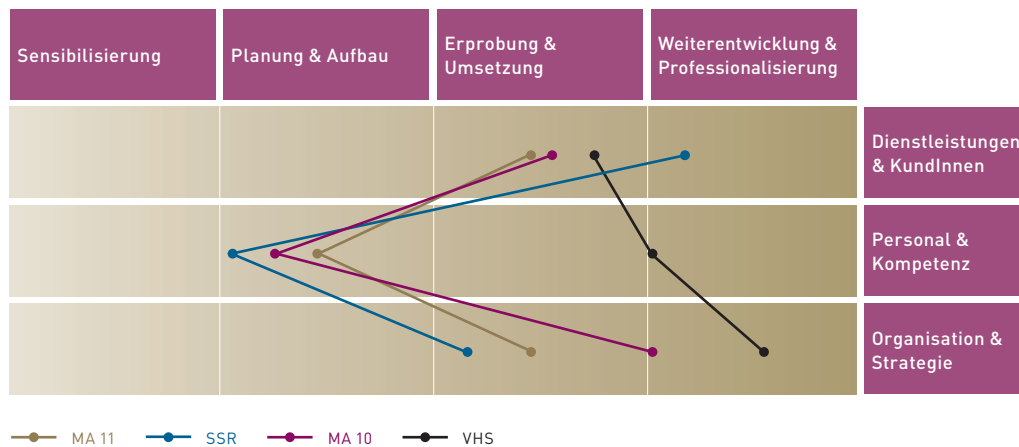 Sensibilisierung
Planung & Aufbau
Erprobung &
Umsetzung
Weiterentwicklung &
Professionalisierung
Dienstleistungen
& KundInnen
Personal &
Kompetenz
Organisation &
Strategie
MA 11
SSR
MA 10
VHS